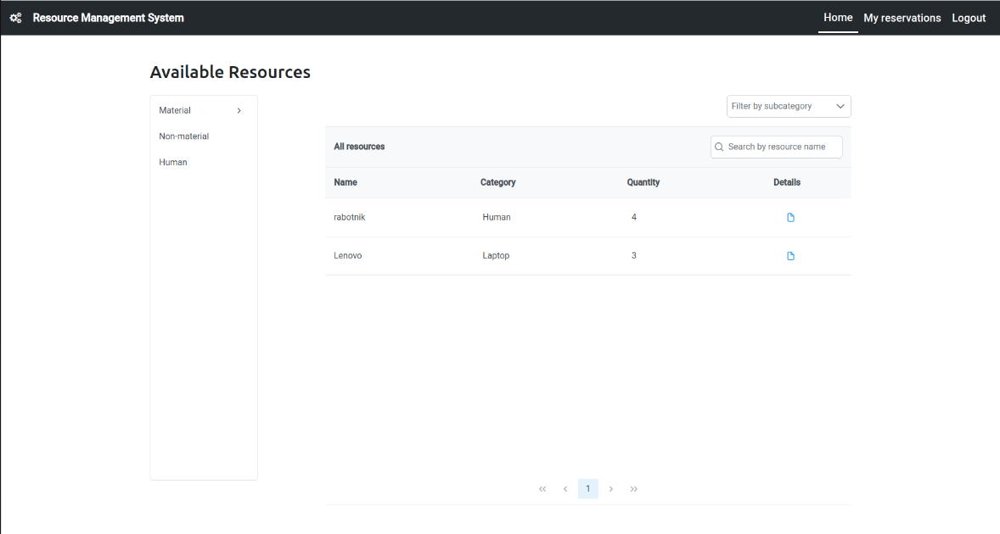 Resource Management System
Home My reservations Logout
Available Resources
Material
Non-material
Human
Filter by subcategory
All resources
Search by resource name
Name Category Quantity Details
rabotnik Human 4
Lenovo Laptop 3
1